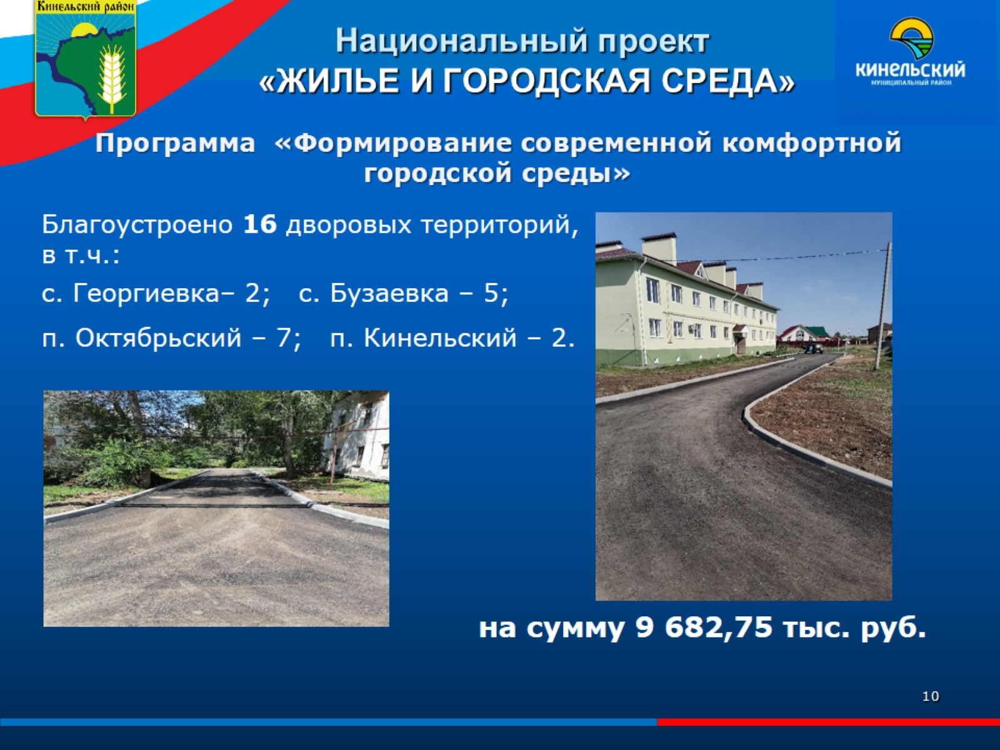 Кинельский район
Национальный проект
«ЖИЛЬЕ И ГОРОДСКАЯ СРЕДА»
КИНЕЛЬСКИЙ
МУНИЦИПАЛЬНЫЙ РАЙОН
Программа «Формирование современной комфортной
городской среды»
Благоустроено 16 дворовых территорий,
в т.ч.:
с. Георгиевка– 2; с. Бузаевка – 5;
п. Октябрьский – 7; п. Кинельский – 2.
на сумму 9 682,75 тыс. руб.
10